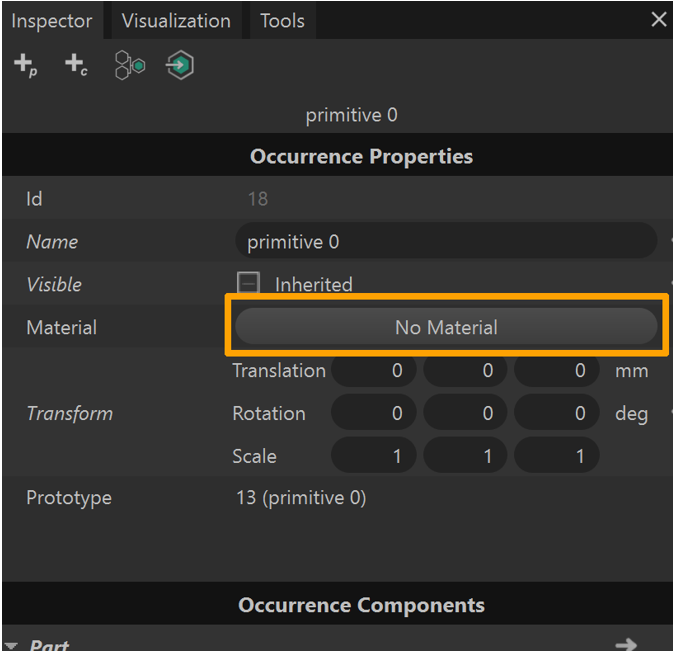 Inspector Visualization Tools
+p +c
primitive 0
Occurrence Properties
Id 18
Name primitive 0
Visible Inherited
Material No Material
Translation 0 0 0 mm
Transform Rotation 0 0 0 deg
Scale 1 1 1
Prototype 13 (primitive 0)
Occurrence Components
Part